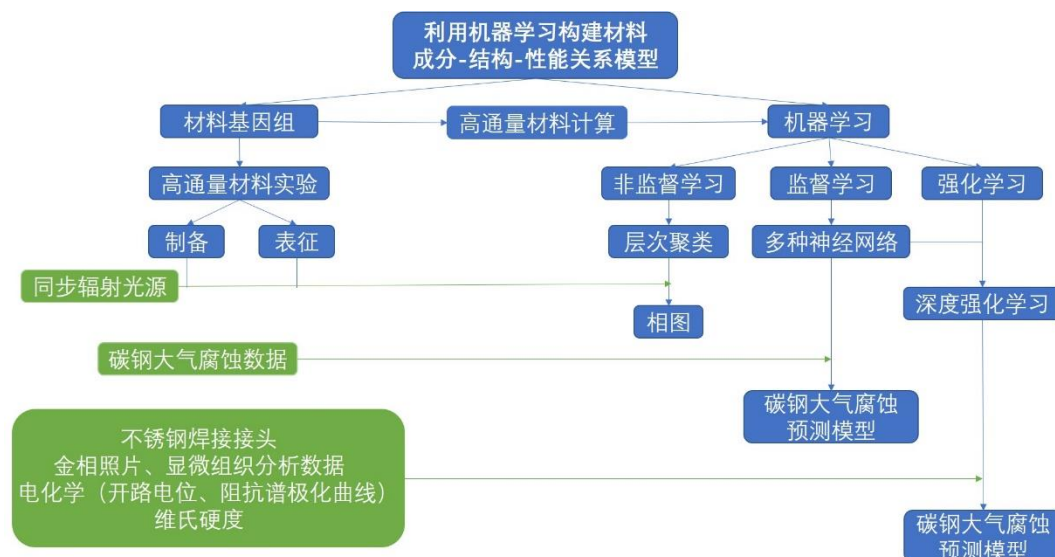 利用机器学习构建材料
成分-结构-性能关系模型
材料基因组
高通量材料计算
机器学习
高通量材料实验
非监督学习
监督学习
强化学习
制备
表征
层次聚类
多种神经网络
同步辐射光源
相图
深度强化学习
碳钢大气腐蚀数据
碳钢大气腐蚀
预测模型
不锈钢焊接接头
金相照片、显微组织分析数据
电化学（开路电位、阻抗谱极化曲线）
维氏硬度
碳钢大气腐蚀
预测模型